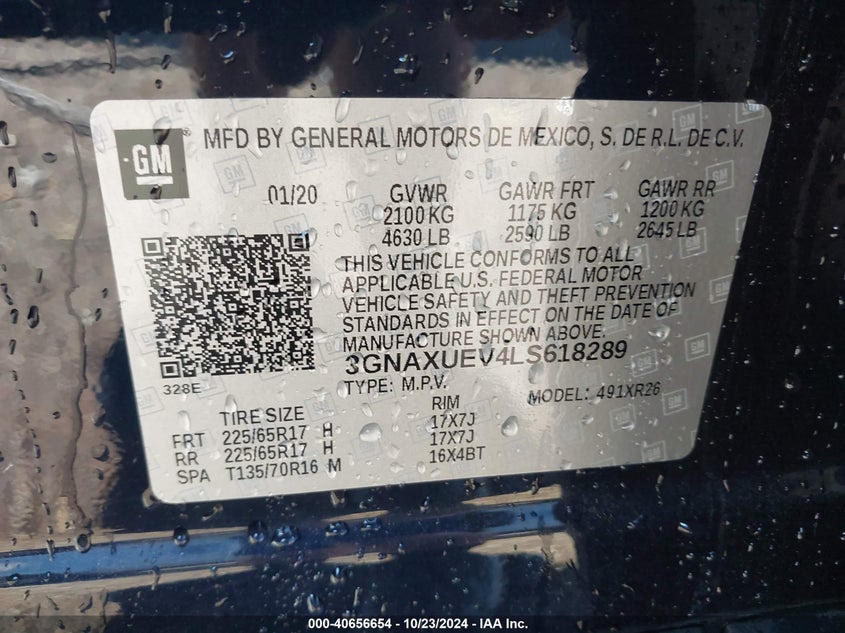 GM MFD BY GENERAL MOTORS DE MEXICO, S. DE R.L. DE C.V.
01/20 GVWR GAWR FRT GAWR RR
2100 KG 1175 KG 1200 KG
4630 LB 2590 LB 2645 LB
THIS VEHICLE CONFORMS TO ALL
APPLICABLE U.S. FEDERAL MOTOR
VEHICLE SAFETY AND THEFT PREVENTION
STANDARDS IN EFFECT ON THE DATE OF
MANUFACTURE SHOWN ABOVE.
3GNAXUEV4LS618289
328E TYPE: M.P.V. MODEL: 491XR26
TIRE SIZE RIM
FRT 225/65R17 H 17X7J
RR 225/65R17 H 17X7J
SPA T135/70R16 M 16X4BT
000-40656654 | 10/23/2024 - IAA Inc.